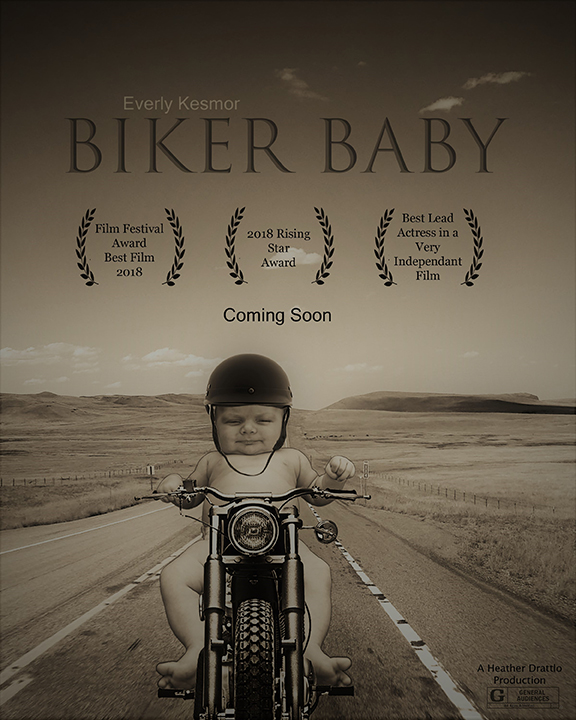 Everly Kesmor
BIKER BABY
Film Festival
Award
Best Film
2018
2018 Rising
Star
Award
Best Lead
Actress in a
Very
Independant
Film
Coming Soon
A Heather Drattlo
Production
G
GENERAL
AUDIENCES